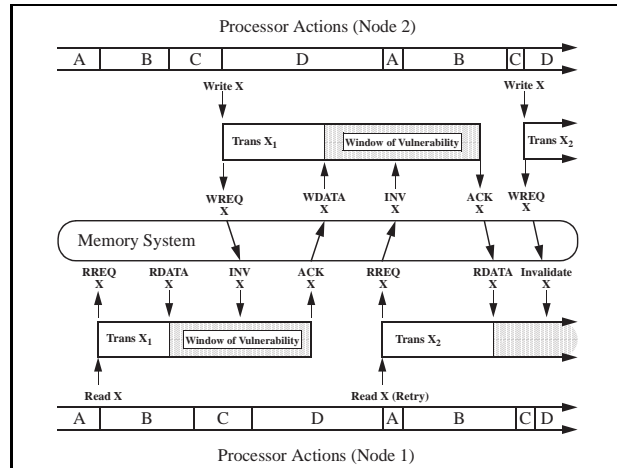 Processor Actions (Node 2)
A B C D A B C D
Write X Write X
Trans X1 Window of Vulnerability Trans X2
WREQ X WDATA X INV X ACK X WREQ X
Memory System
RREQ X RDATA X INV X ACK X RREQ X RDATA X Invalidate X
Trans X1 Window of Vulnerability Trans X2
Read X Read X (Retry)
A B C D A B C D
Processor Actions (Node 1)